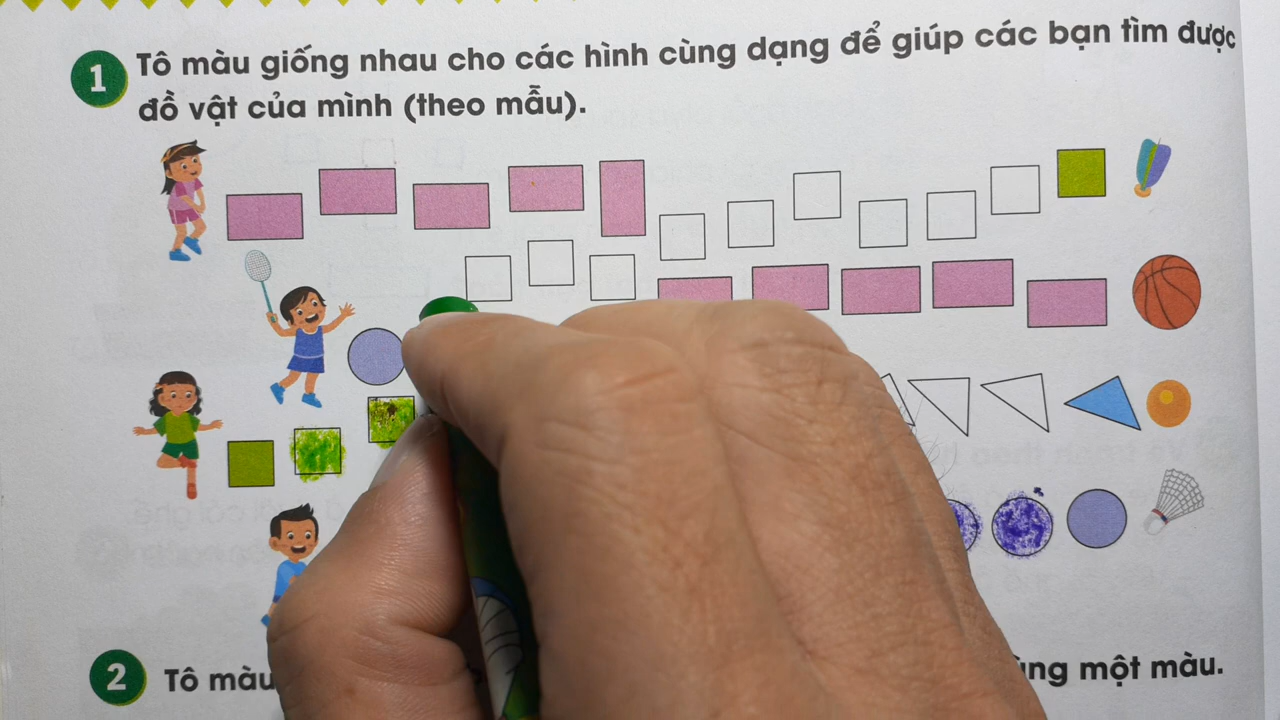 1 Tô màu giống nhau cho các hình cùng dạng để giúp các bạn tìm được
đồ vật của mình (theo mẫu).
2 Tô màu một màu.